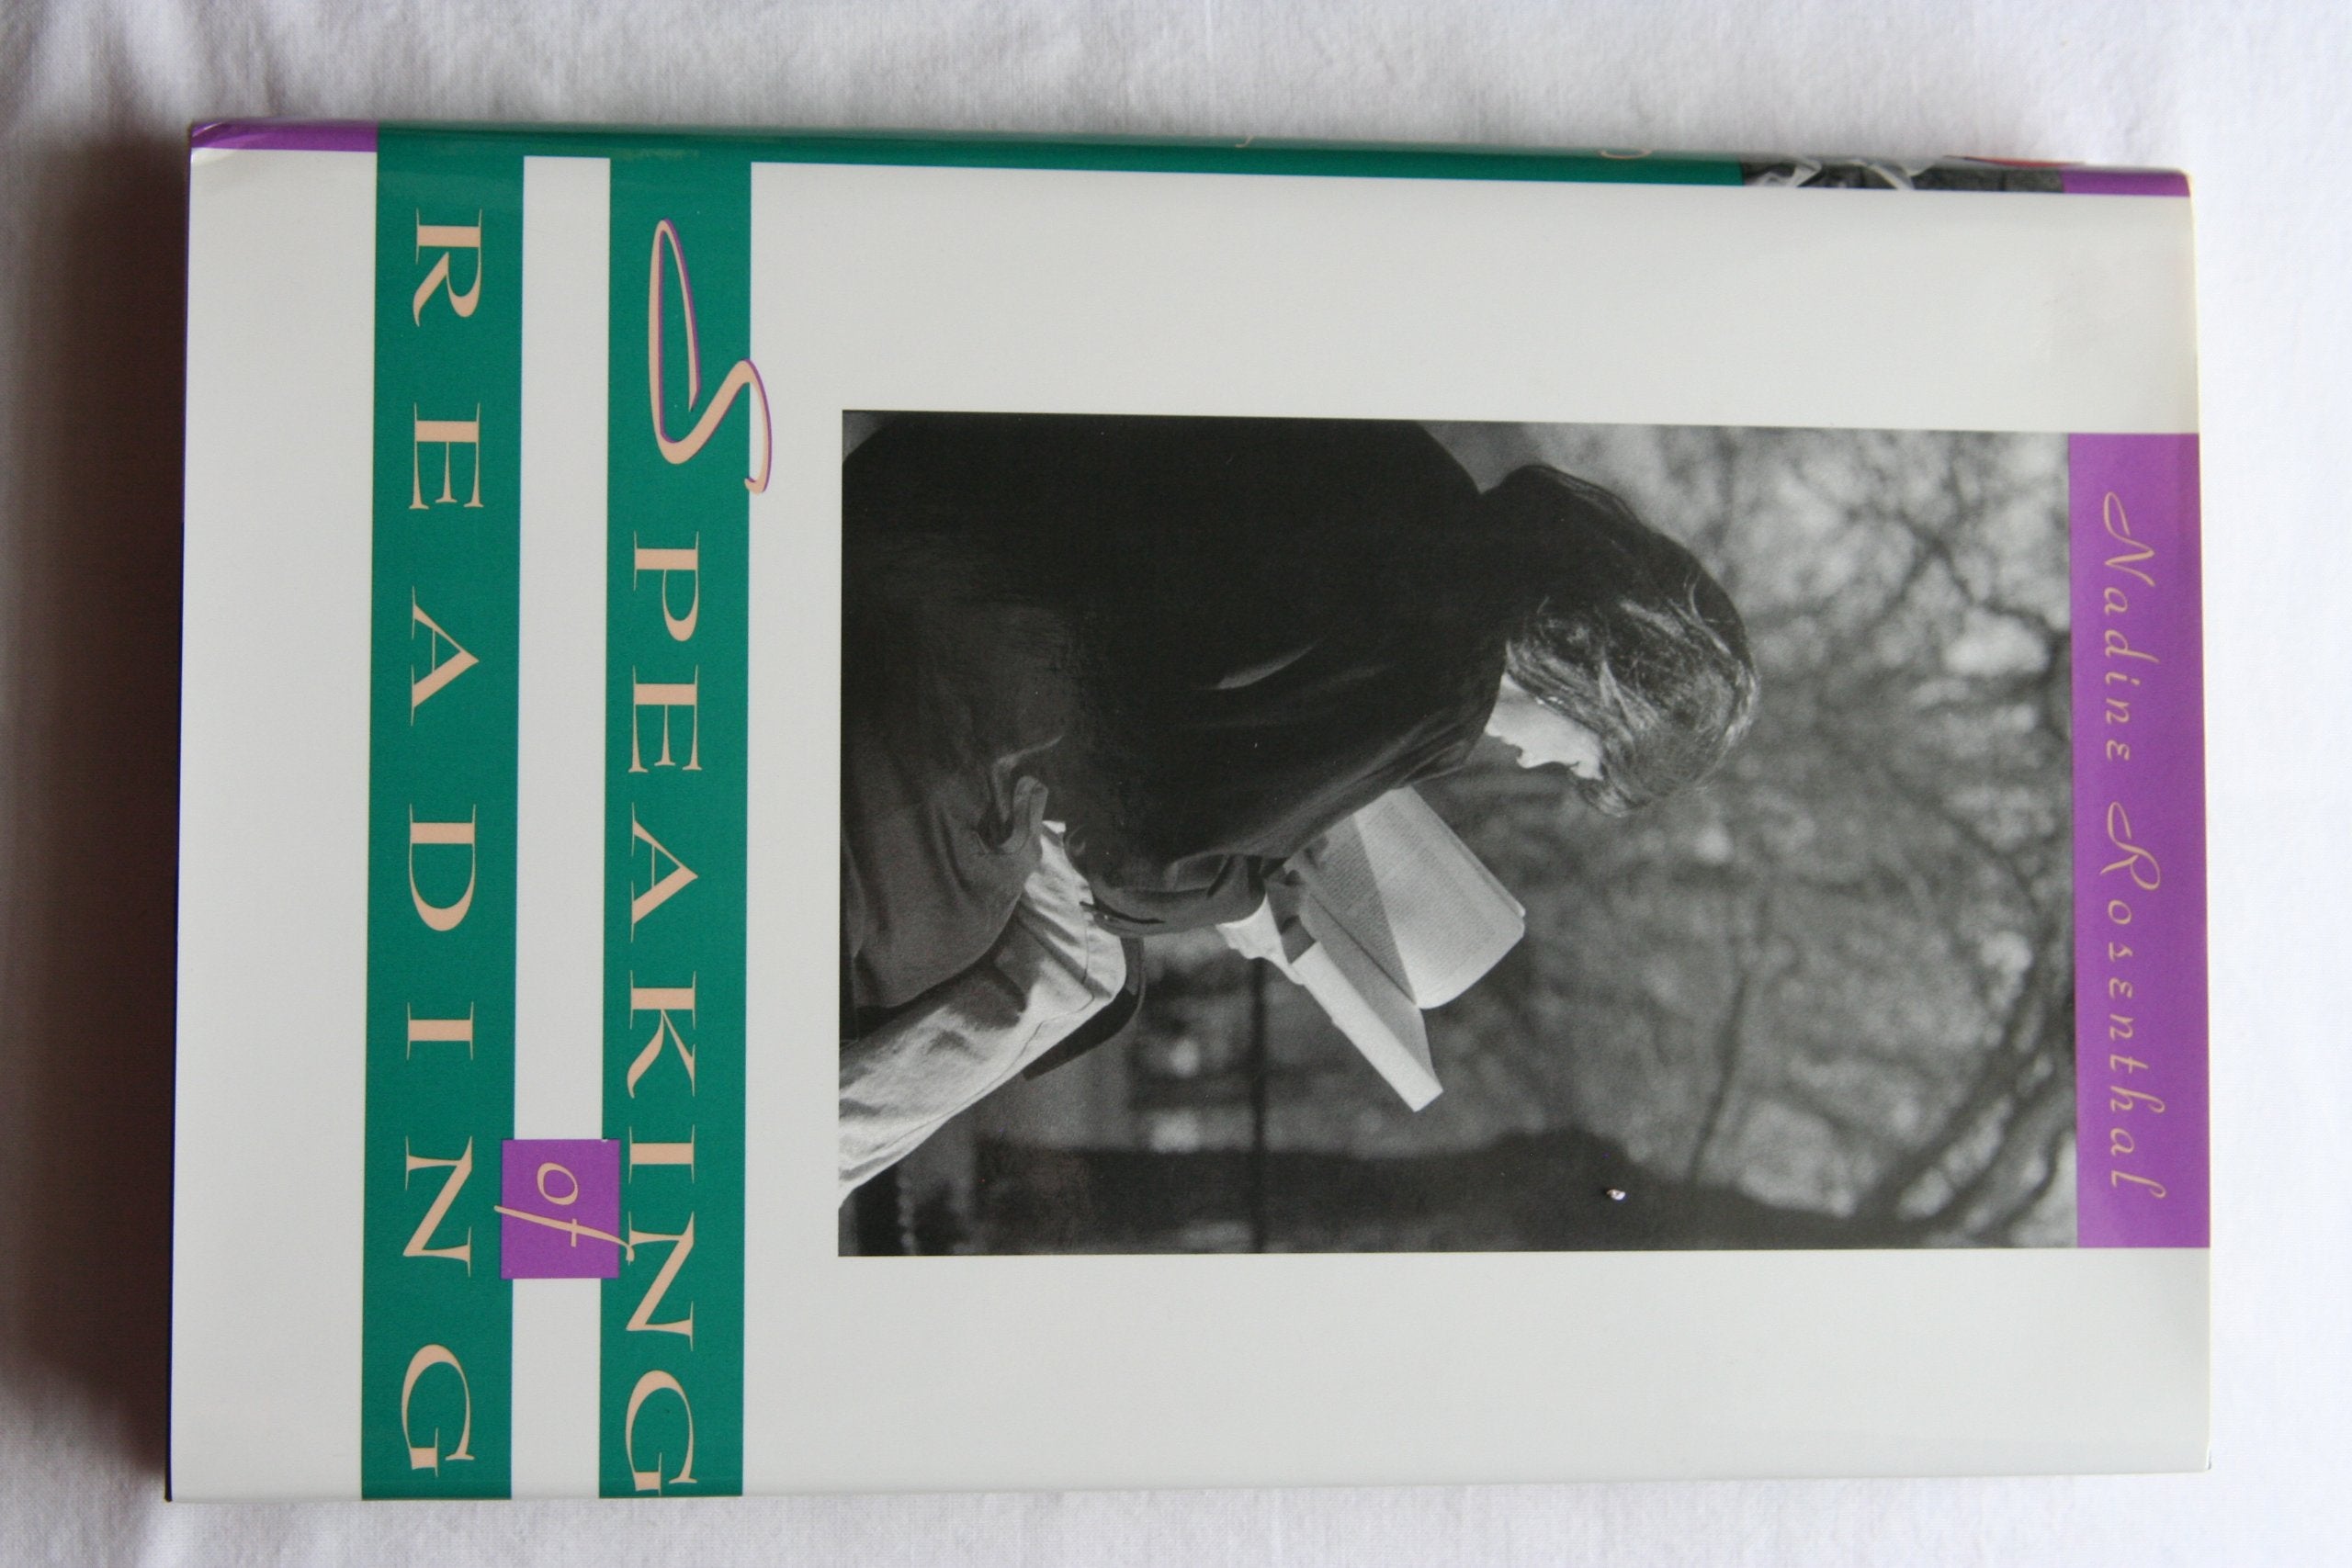 Nadine Rosenthal
SPEAKING
of
READING